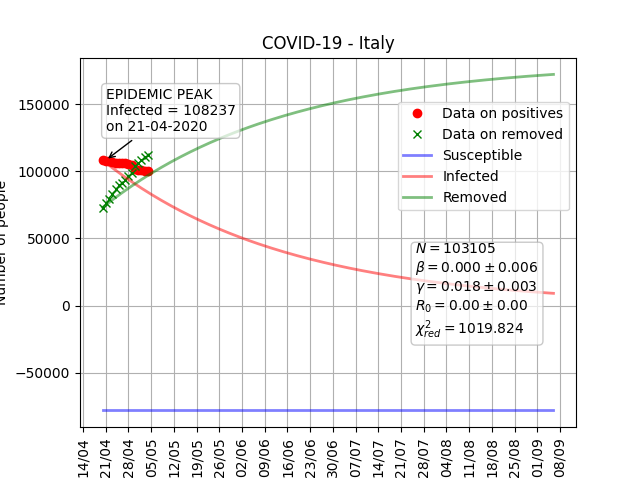 COVID-19 - Italy
EPIDEMIC PEAK
Infected = 108237
on 21-04-2020
Data on positives
Data on removed
Susceptible
Infected
Removed
N = 103105
β = 0.000 ± 0.006
γ = 0.018 ± 0.003
R₀ = 0.00 ± 0.00
χ²red = 1019.824
Number of people
150000
100000
50000
0
−50000
14/04
21/04
28/04
05/05
12/05
19/05
26/05
02/06
09/06
16/06
23/06
30/06
07/07
14/07
21/07
28/07
04/08
11/08
18/08
25/08
01/09
08/09